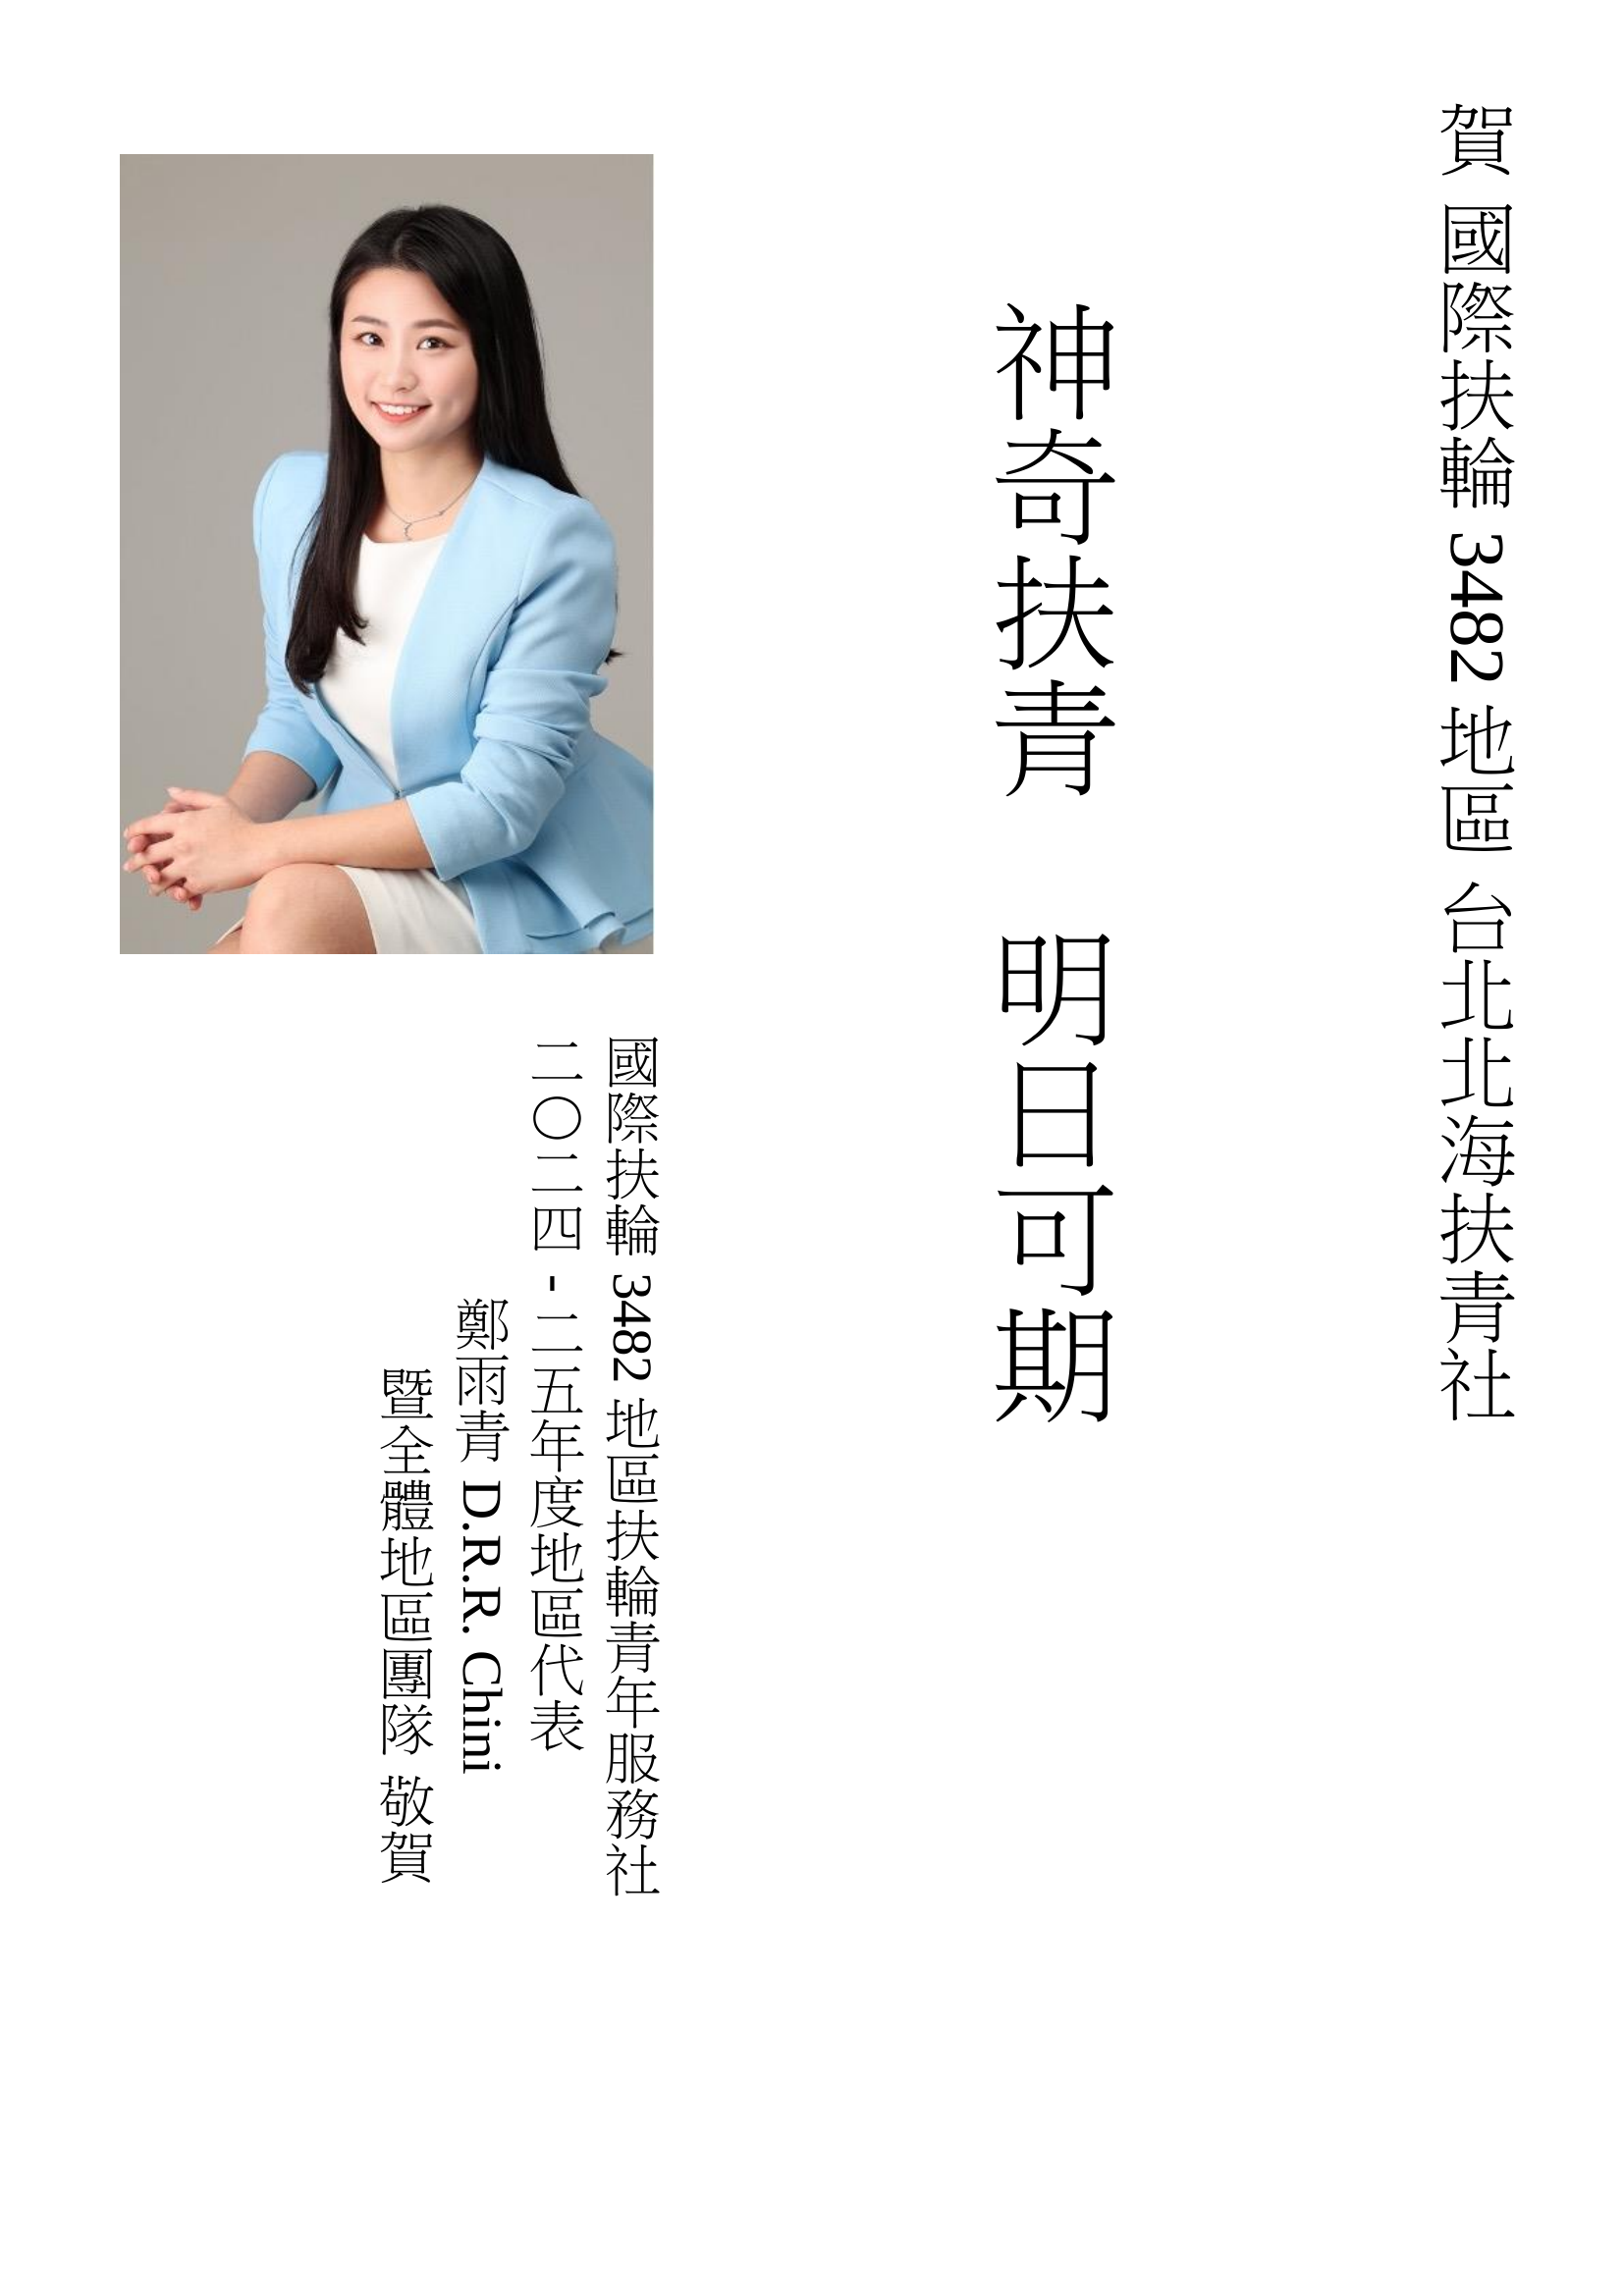 賀 國際扶輪 3482 地區 台北北海扶青社
神奇扶青 明日可期
國際扶輪 3482 地區扶輪青年服務社
二〇二四-二五年度地區代表
鄭雨青 D.R.R. Chini
暨全體地區團隊 敬賀